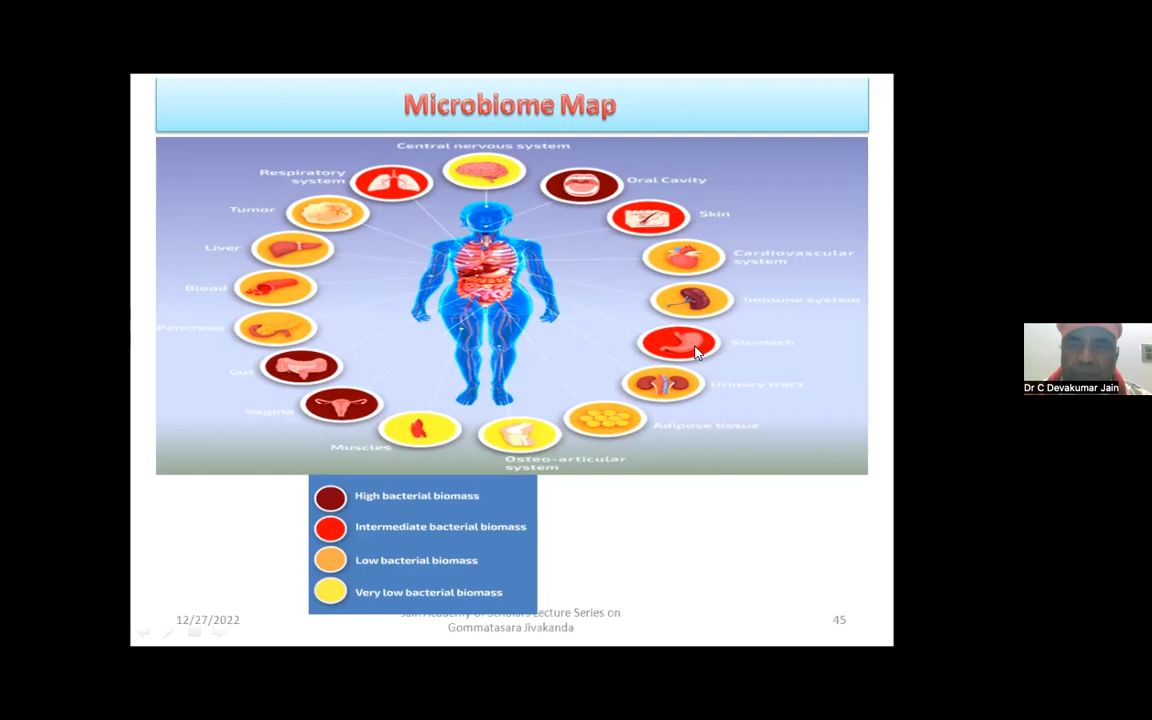 Microbiome Map
Central nervous system
Respiratory
system
Oral Cavity
Tumor
Skin
Liver
Cardiovascular
system
Blood
Immune system
Pancreas
Stomach
Gut
Urinary tract
Vagina
Adipose tissue
Muscles
Osteo-articular
system
High bacterial biomass
Intermediate bacterial biomass
Low bacterial biomass
Very low bacterial biomass
12/27/2022
Jain Academy of Scholars Lecture Series on
Gommatasara Jivakanda
45
Dr C Devakumar Jain